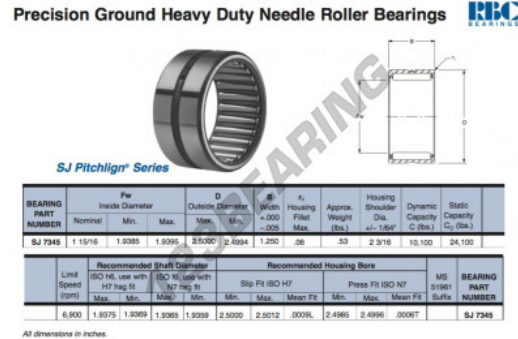 Precision Ground Heavy Duty Needle Roller Bearings
RBC
BEARINGS
B
r₁
Fw
D
123BEARING
SJ Pitchlign® Series
BEARING PART NUMBER
Fw Inside Diameter
D Outside Diameter
B Width +.000 -.005
r₁ Housing Fillet Max.
Approx. Weight (lbs.)
Housing Shoulder Dia. +/- 1/64"
Dynamic Capacity C (lbs.)
Static Capacity C₀ (lbs.)
Nominal Min. Max. Max. Min.
SJ 7345 1 15/16 1.9385 1.9395 2.5000 2.4994 1.250 .06 .53 2 3/16 10,100 24,100
Limit Speed (rpm)
Recommended Shaft Diameter
Recommended Housing Bore
MS 51961 Suffix
BEARING PART NUMBER
ISO h6, use with H7 hsg fit
ISO f6, use with N7 hsg fit
Slip Fit ISO H7
Press Fit ISO N7
Max. Min. Max. Min. Min. Max. Mean Fit Min. Max. Mean Fit
6,900 1.9375 1.9369 1.9365 1.9359 2.5000 2.5012 .0009L 2.4985 2.4996 .0006T SJ 7345
All dimensions in inches.